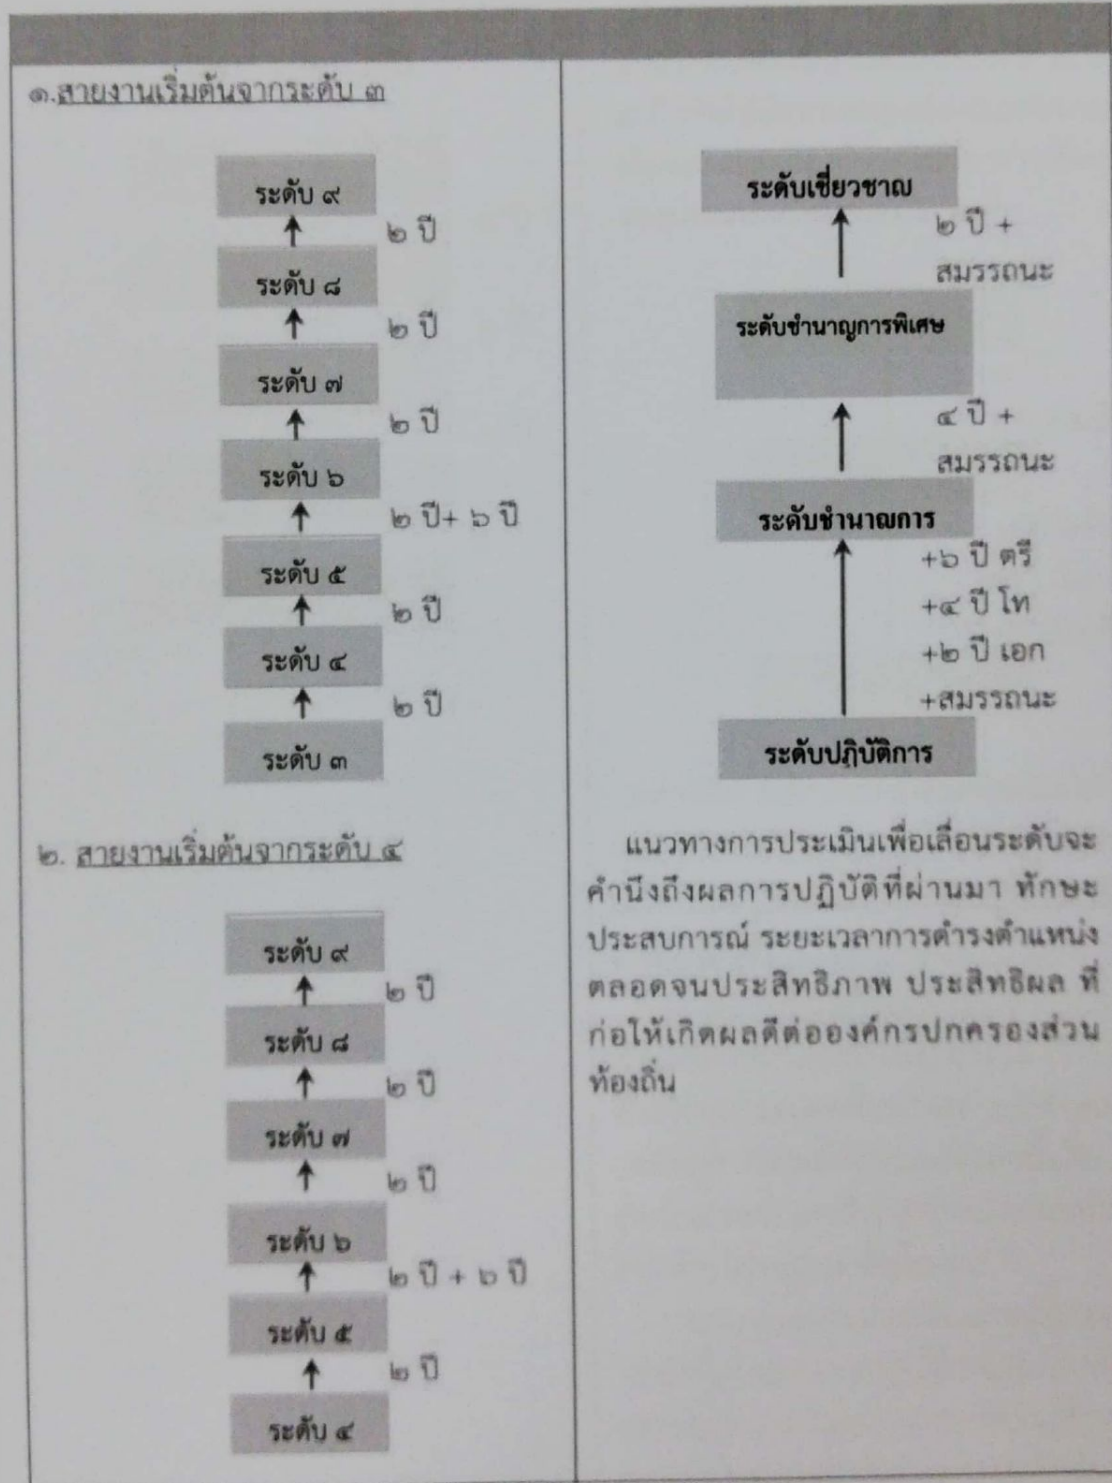 ๑.สายงานเริ่มต้นจากระดับ ๓
ระดับ ๙
๒ ปี
ระดับ ๘
๒ ปี
ระดับ ๗
๒ ปี
ระดับ ๖
๒ ปี+ ๖ ปี
ระดับ ๕
๒ ปี
ระดับ ๔
๒ ปี
ระดับ ๓
๒. สายงานเริ่มต้นจากระดับ ๔
ระดับ ๙
๒ ปี
ระดับ ๘
๒ ปี
ระดับ ๗
๒ ปี
ระดับ ๖
๒ ปี + ๖ ปี
ระดับ ๕
๒ ปี
ระดับ ๔
ระดับเชี่ยวชาญ
๒ ปี +
สมรรถนะ
ระดับชำนาญการพิเศษ
๔ ปี +
สมรรถนะ
ระดับชำนาญการ
+๖ ปี ตรี
+๔ ปี โท
+๒ ปี เอก
+สมรรถนะ
ระดับปฏิบัติการ
แนวทางการประเมินเพื่อเลื่อนระดับจะ
คำนึงถึงผลการปฏิบัติที่ผ่านมา ทักษะ
ประสบการณ์ ระยะเวลาการดำรงตำแหน่ง
ตลอดจนประสิทธิภาพ ประสิทธิผล ที่
ก่อให้เกิดผลดีต่อองค์กรปกครองส่วน
ท้องถิ่น